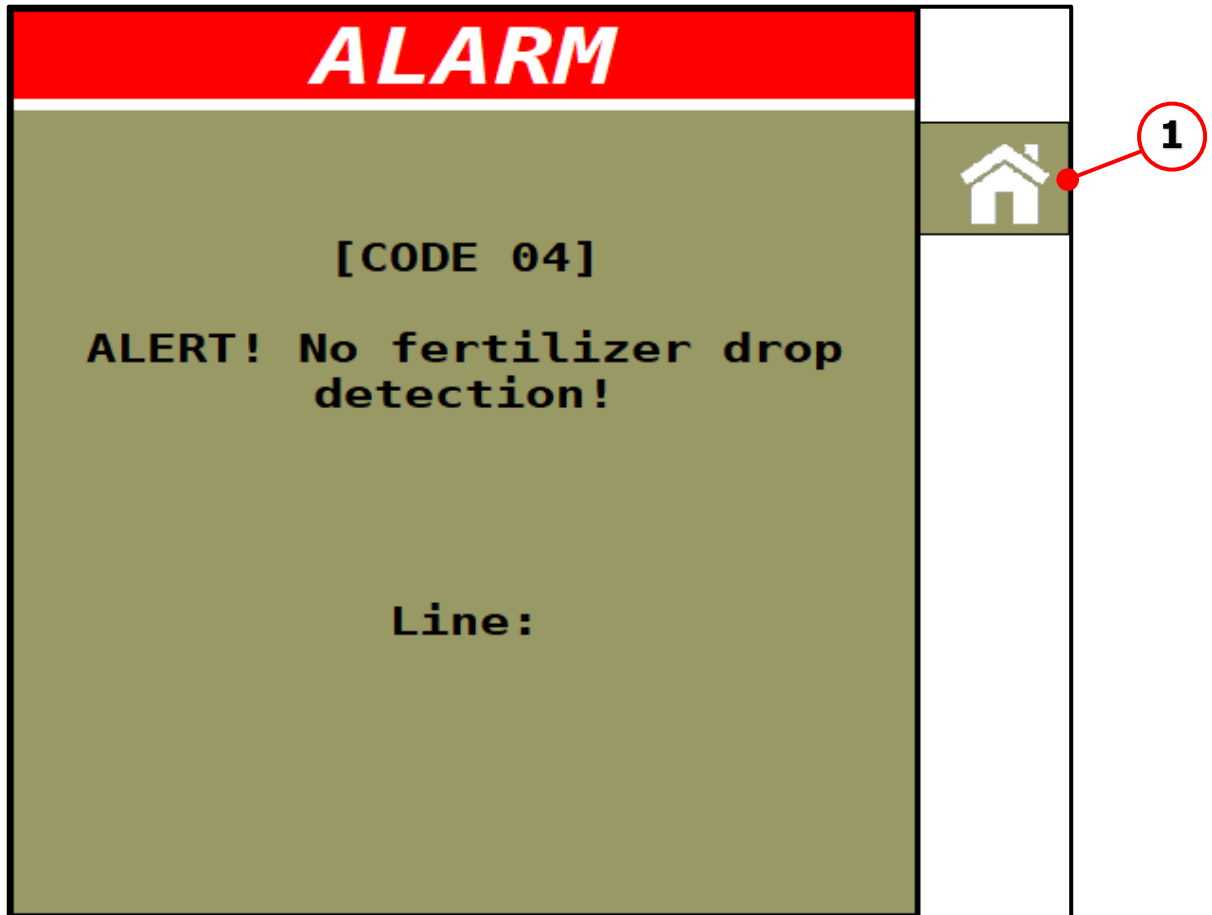 ALARM
1
[CODE 04]
ALERT! No fertilizer drop
detection!
Line: